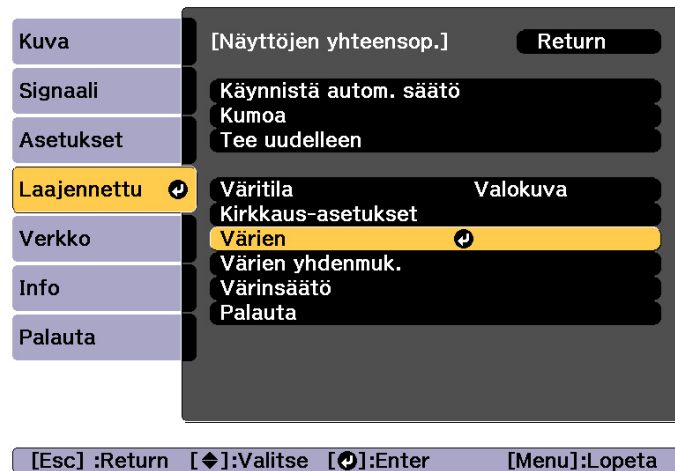 Kuva
Signaali
Asetukset
Laajennettu
Verkko
Info
Palauta
[Näyttöjen yhteensop.] Return
Käynnistä autom. säätö
Kumoa
Tee uudelleen
Väritila Valokuva
Kirkkaus-asetukset
Värien
Värien yhdenmuk.
Värinsäätö
Palauta
[Esc] :Return [◆]:Valitse [↵]:Enter [Menu]:Lopeta